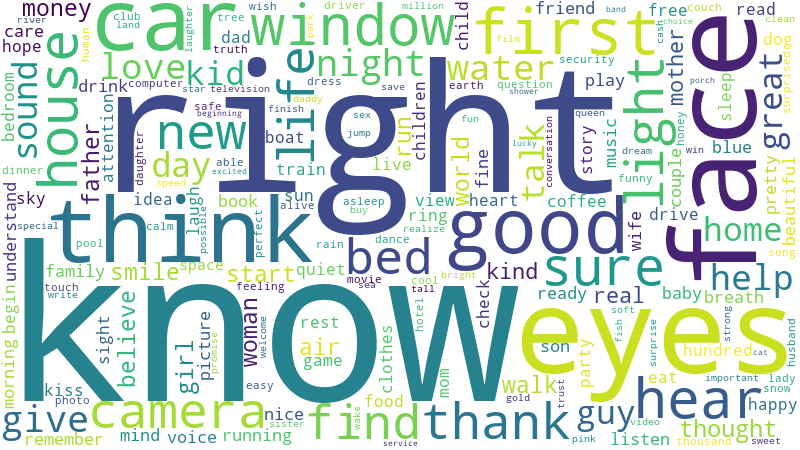 right
know
face
eyes
think
good
car
window
first
house
life
light
new
hear
camera
find
thank
sure
bed
give
guy
help
home
great
night
water
love
kid
day
sound
money
care
hope
river
club
land
tree
dad
wish
driver
million
friend
child
free
couch
read
clean
human
laughter
truth
park
film
band
choice
cash
mother
dog
surprised
egg
bedroom
drink
computer
star
television
daddy
dress
save
earth
question
shower
security
play
sleep
porch
attention
father
safe
beginning
finish
sex
jump
children
run
fun
queen
story
music
blue
honey
win
lucky
conversation
talk
dinner
daughter
able
excited
boat
train
live
world
fine
dream
funny
couple
pretty
beautiful
sky
speed
idea
laugh
sun
alive
asleep
buy
view
ring
heart
realize
coffee
wife
drive
song
special
understand
pool
calm
book
possible
perfect
rain
dance
family
smile
space
start
quiet
movie
sea
cool
tall
bright
kind
check
ready
real
baby
breath
touch
write
feeling
woman
welcome
hotel
soft
fish
surprise
strong
begin
morning
sight
believe
girl
picture
promise
rest
air
game
clothes
mom
son
party
hundred
cat
husband
kiss
photo
easy
gold
trust
walk
eat
important
lady
snow
happy
nice
food
wake
sister
service
remember
mind
voice
running
pink
video
listen
thousand
thought
sweet